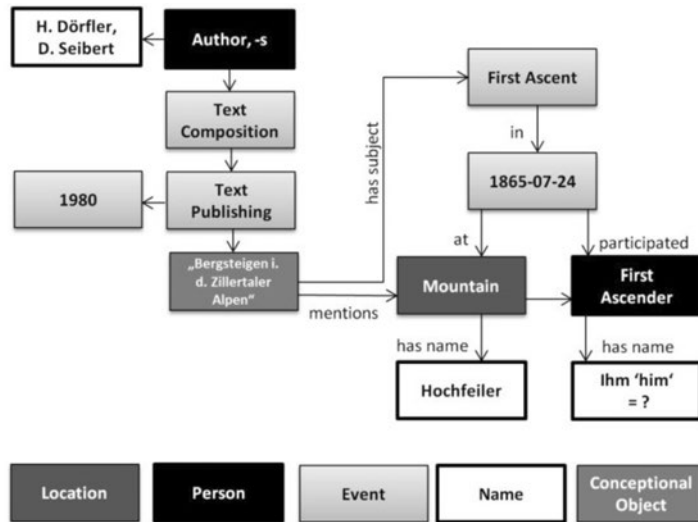 H. Dörfler,
D. Seibert
Author, -s
First Ascent
Text
Composition
has subject
in
1980
Text
Publishing
1865-07-24
at
participated
„Bergsteigen i.
d. Zillertaler
Alpen“
mentions
Mountain
First
Ascender
has name
has name
Hochfeiler
Ihm ‘him‘
= ?
Location
Person
Event
Name
Conceptional
Object